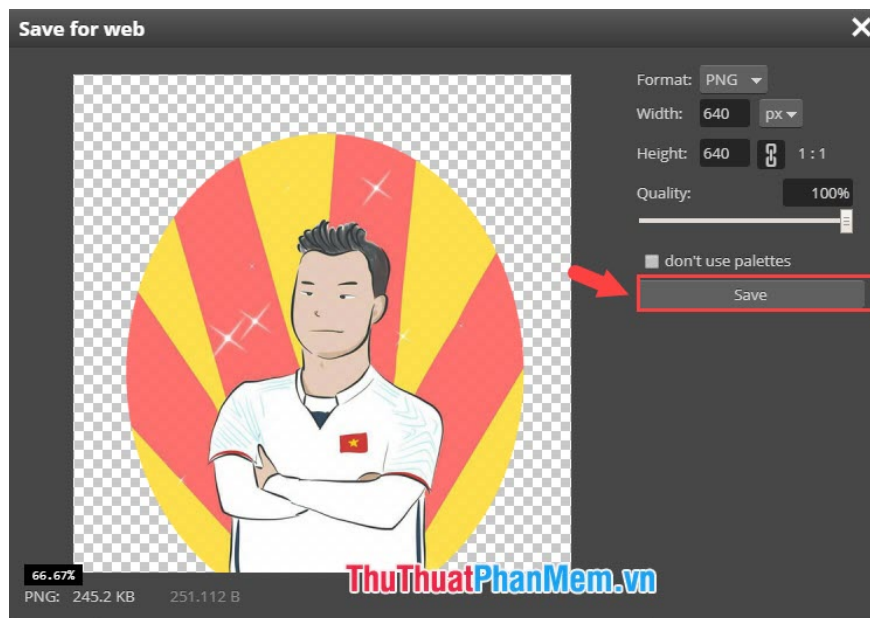 Save for web
Format: PNG
Width: 640 px
Height: 640 1 : 1
Quality: 100%
don't use palettes
Save
66.67%
PNG: 245.2 KB 251.112 B
ThuThuatPhanMem.vn